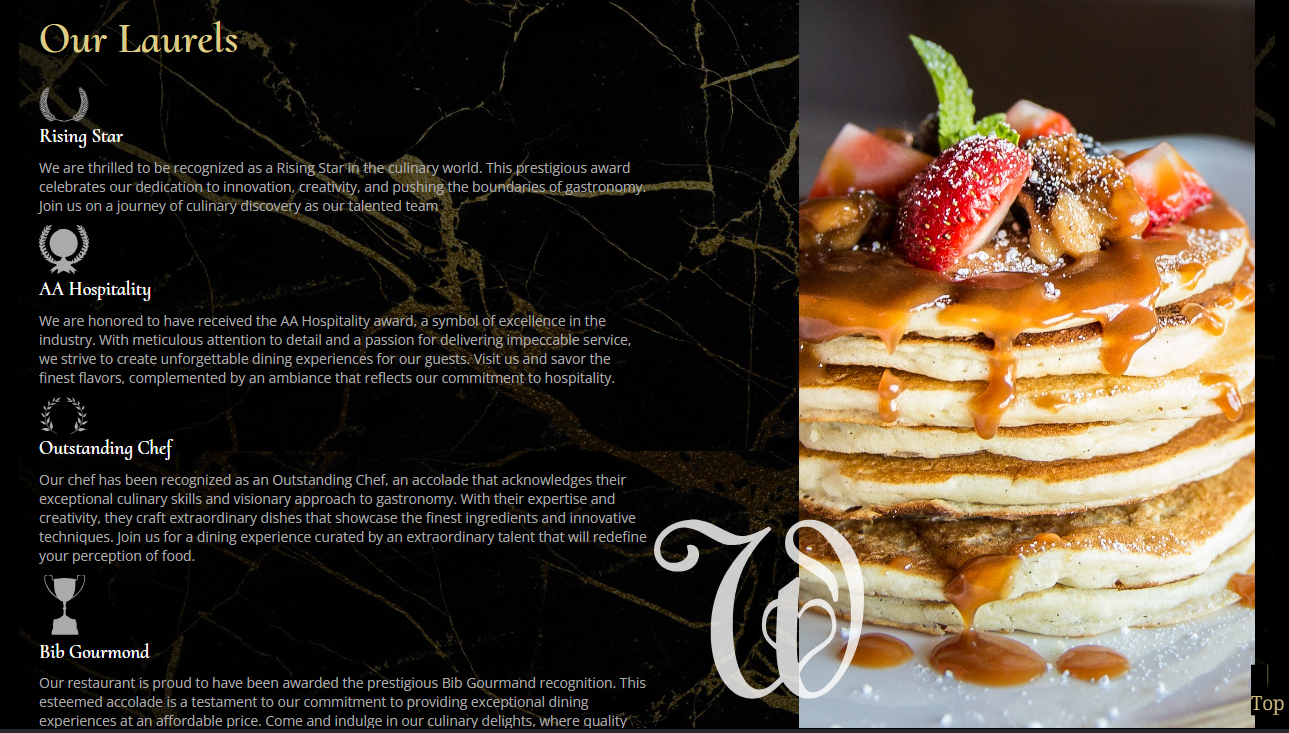 Our Laurels
Rising Star
We are thrilled to be recognized as a Rising Star in the culinary world. This prestigious award
celebrates our dedication to innovation, creativity, and pushing the boundaries of gastronomy.
Join us on a journey of culinary discovery as our talented team
AA Hospitality
We are honored to have received the AA Hospitality award, a symbol of excellence in the
industry. With meticulous attention to detail and a passion for delivering impeccable service,
we strive to create unforgettable dining experiences for our guests. Visit us and savor the
finest flavors, complemented by an ambiance that reflects our commitment to hospitality.
Outstanding Chef
Our chef has been recognized as an Outstanding Chef, an accolade that acknowledges their
exceptional culinary skills and visionary approach to gastronomy. With their expertise and
creativity, they craft extraordinary dishes that showcase the finest ingredients and innovative
techniques. Join us for a dining experience curated by an extraordinary talent that will redefine
your perception of food.
Bib Gourmond
Our restaurant is proud to have been awarded the prestigious Bib Gourmand recognition. This
esteemed accolade is a testament to our commitment to providing exceptional dining
experiences at an affordable price. Come and indulge in our culinary delights, where quality
W
Top